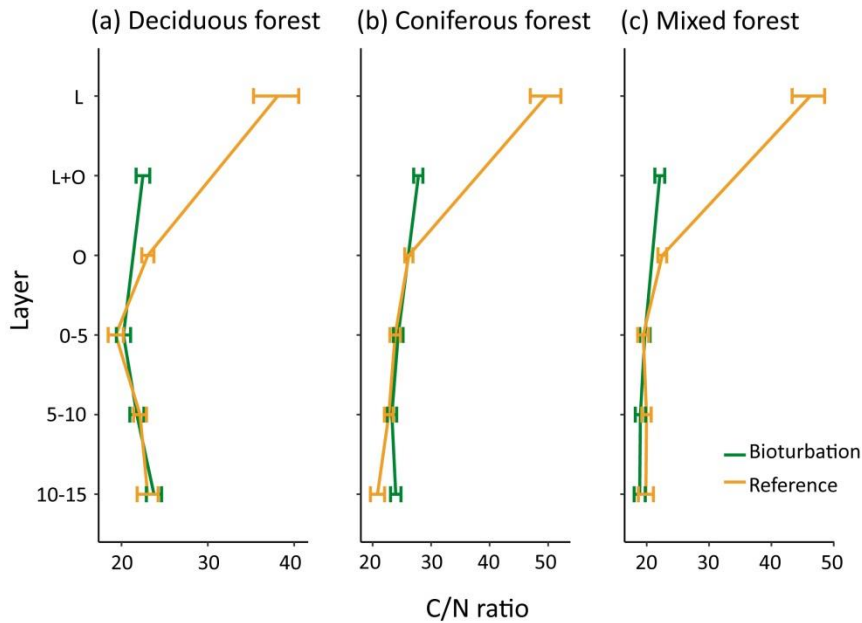 (a) Deciduous forest (b) Coniferous forest (c) Mixed forest
L
L+O
O
0-5
5-10
10-15
Layer
Bioturbation
Reference
20 30 40 20 30 40 50 20 30 40 50
C/N ratio